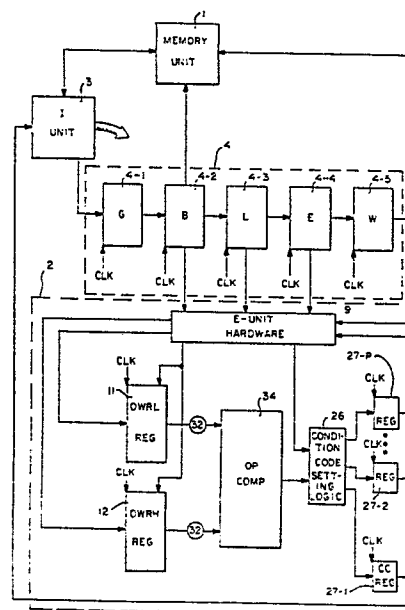 1
MEMORY
UNIT
3
I
UNIT
4
4-1
4-2
4-3
4-4
4-5
G
B
L
E
W
CLK
CLK
CLK
CLK
CLK
2
9
E-UNIT
HARDWARE
27-P
CLK
CLK
REG
11
OWRL
REG
32
34
OP
COMP
26
CONDI-
TION
CODE
SETT-
ING
LOGIC
CLK
REG
27-2
CLK
12
OWRH
REG
32
CLK
CC
REC
27-1